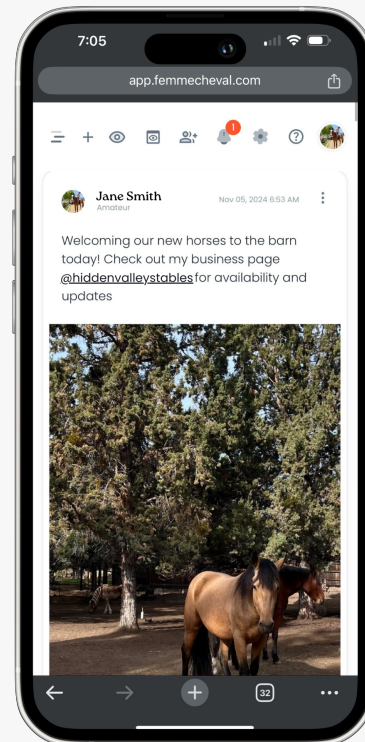 7:05
app.femmecheval.com
1
Jane Smith
Nov 05, 2024 6:53 AM
Amateur
Welcoming our new horses to the barn
today! Check out my business page
@hiddenvalleystables for availability and
updates
32